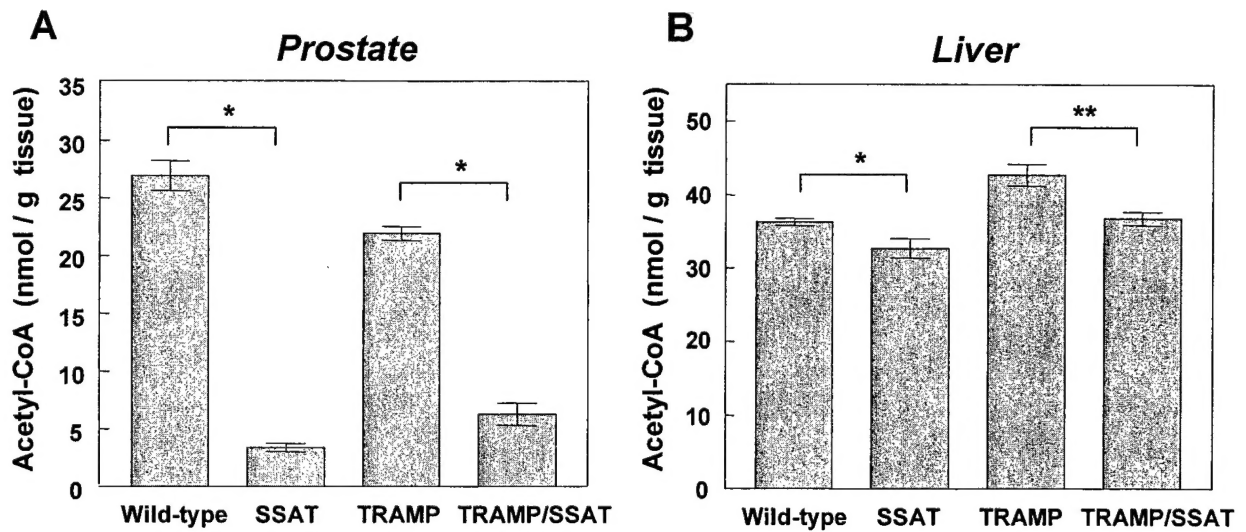 A
Prostate
Acetyl-CoA (nmol / g tissue)
35
30
25
20
15
10
5
0
*
*
Wild-type SSAT TRAMP TRAMP/SSAT
B
Liver
Acetyl-CoA (nmol / g tissue)
50
40
30
40
10
0
*
**
Wild-type SSAT TRAMP TRAMP/SSAT